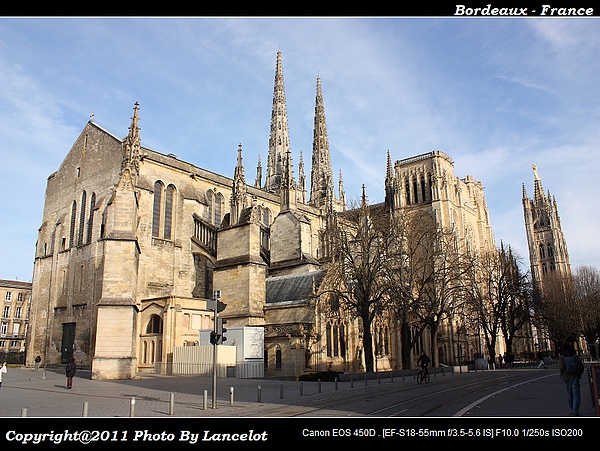 Bordeaux - France
Copyright@2011 Photo By Lancelot
Canon EOS 450D . [EF-S18-55mm f/3.5-5.6 IS] F10.0 1/250s ISO200